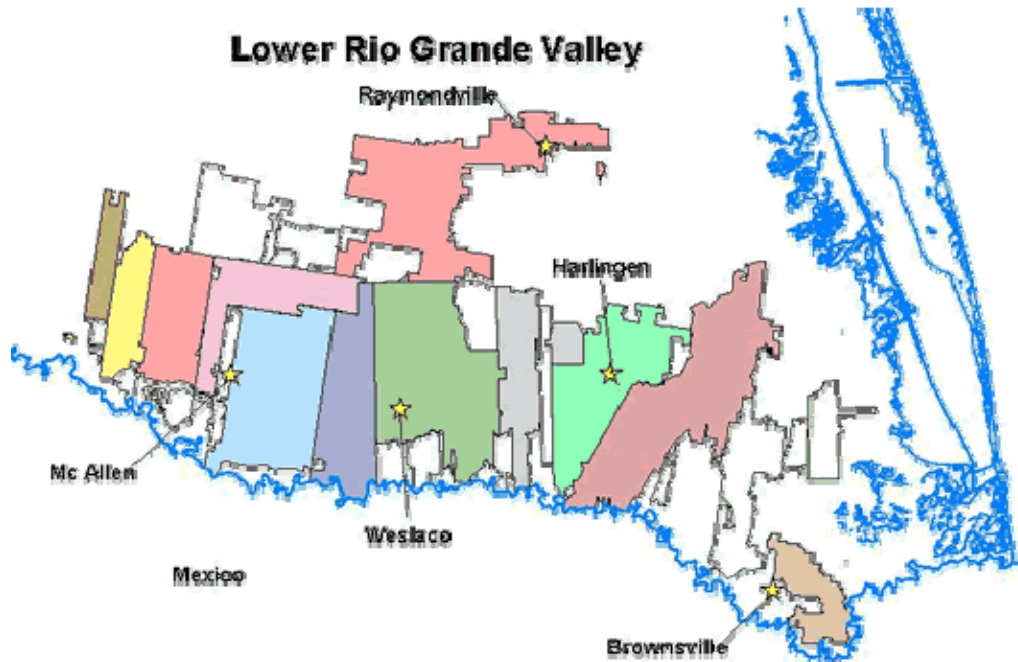 Lower Rio Grande Valley
Raymondville
Harlingen
Mc Allen
Weslaco
Mexico
Brownsville